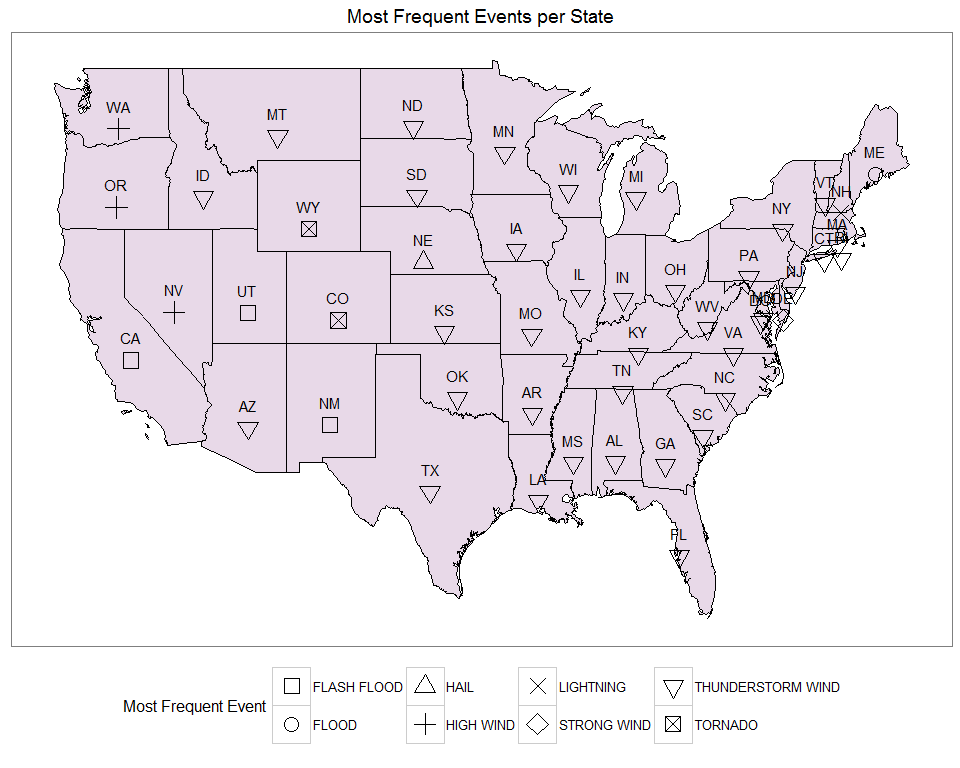 Most Frequent Events per State
WA
MT
ND
MN
ME
OR
ID
SD
WI
MI
VT
NH
WY
NY
MA
NE
IA
CT
PA
NV
UT
CO
IL
IN
OH
NJ
KS
MO
WV
DE
CA
KY
VA
AZ
NM
OK
AR
TN
NC
SC
TX
MS
AL
GA
LA
FL
Most Frequent Event
FLASH FLOOD HAIL LIGHTNING THUNDERSTORM WIND
FLOOD HIGH WIND STRONG WIND TORNADO